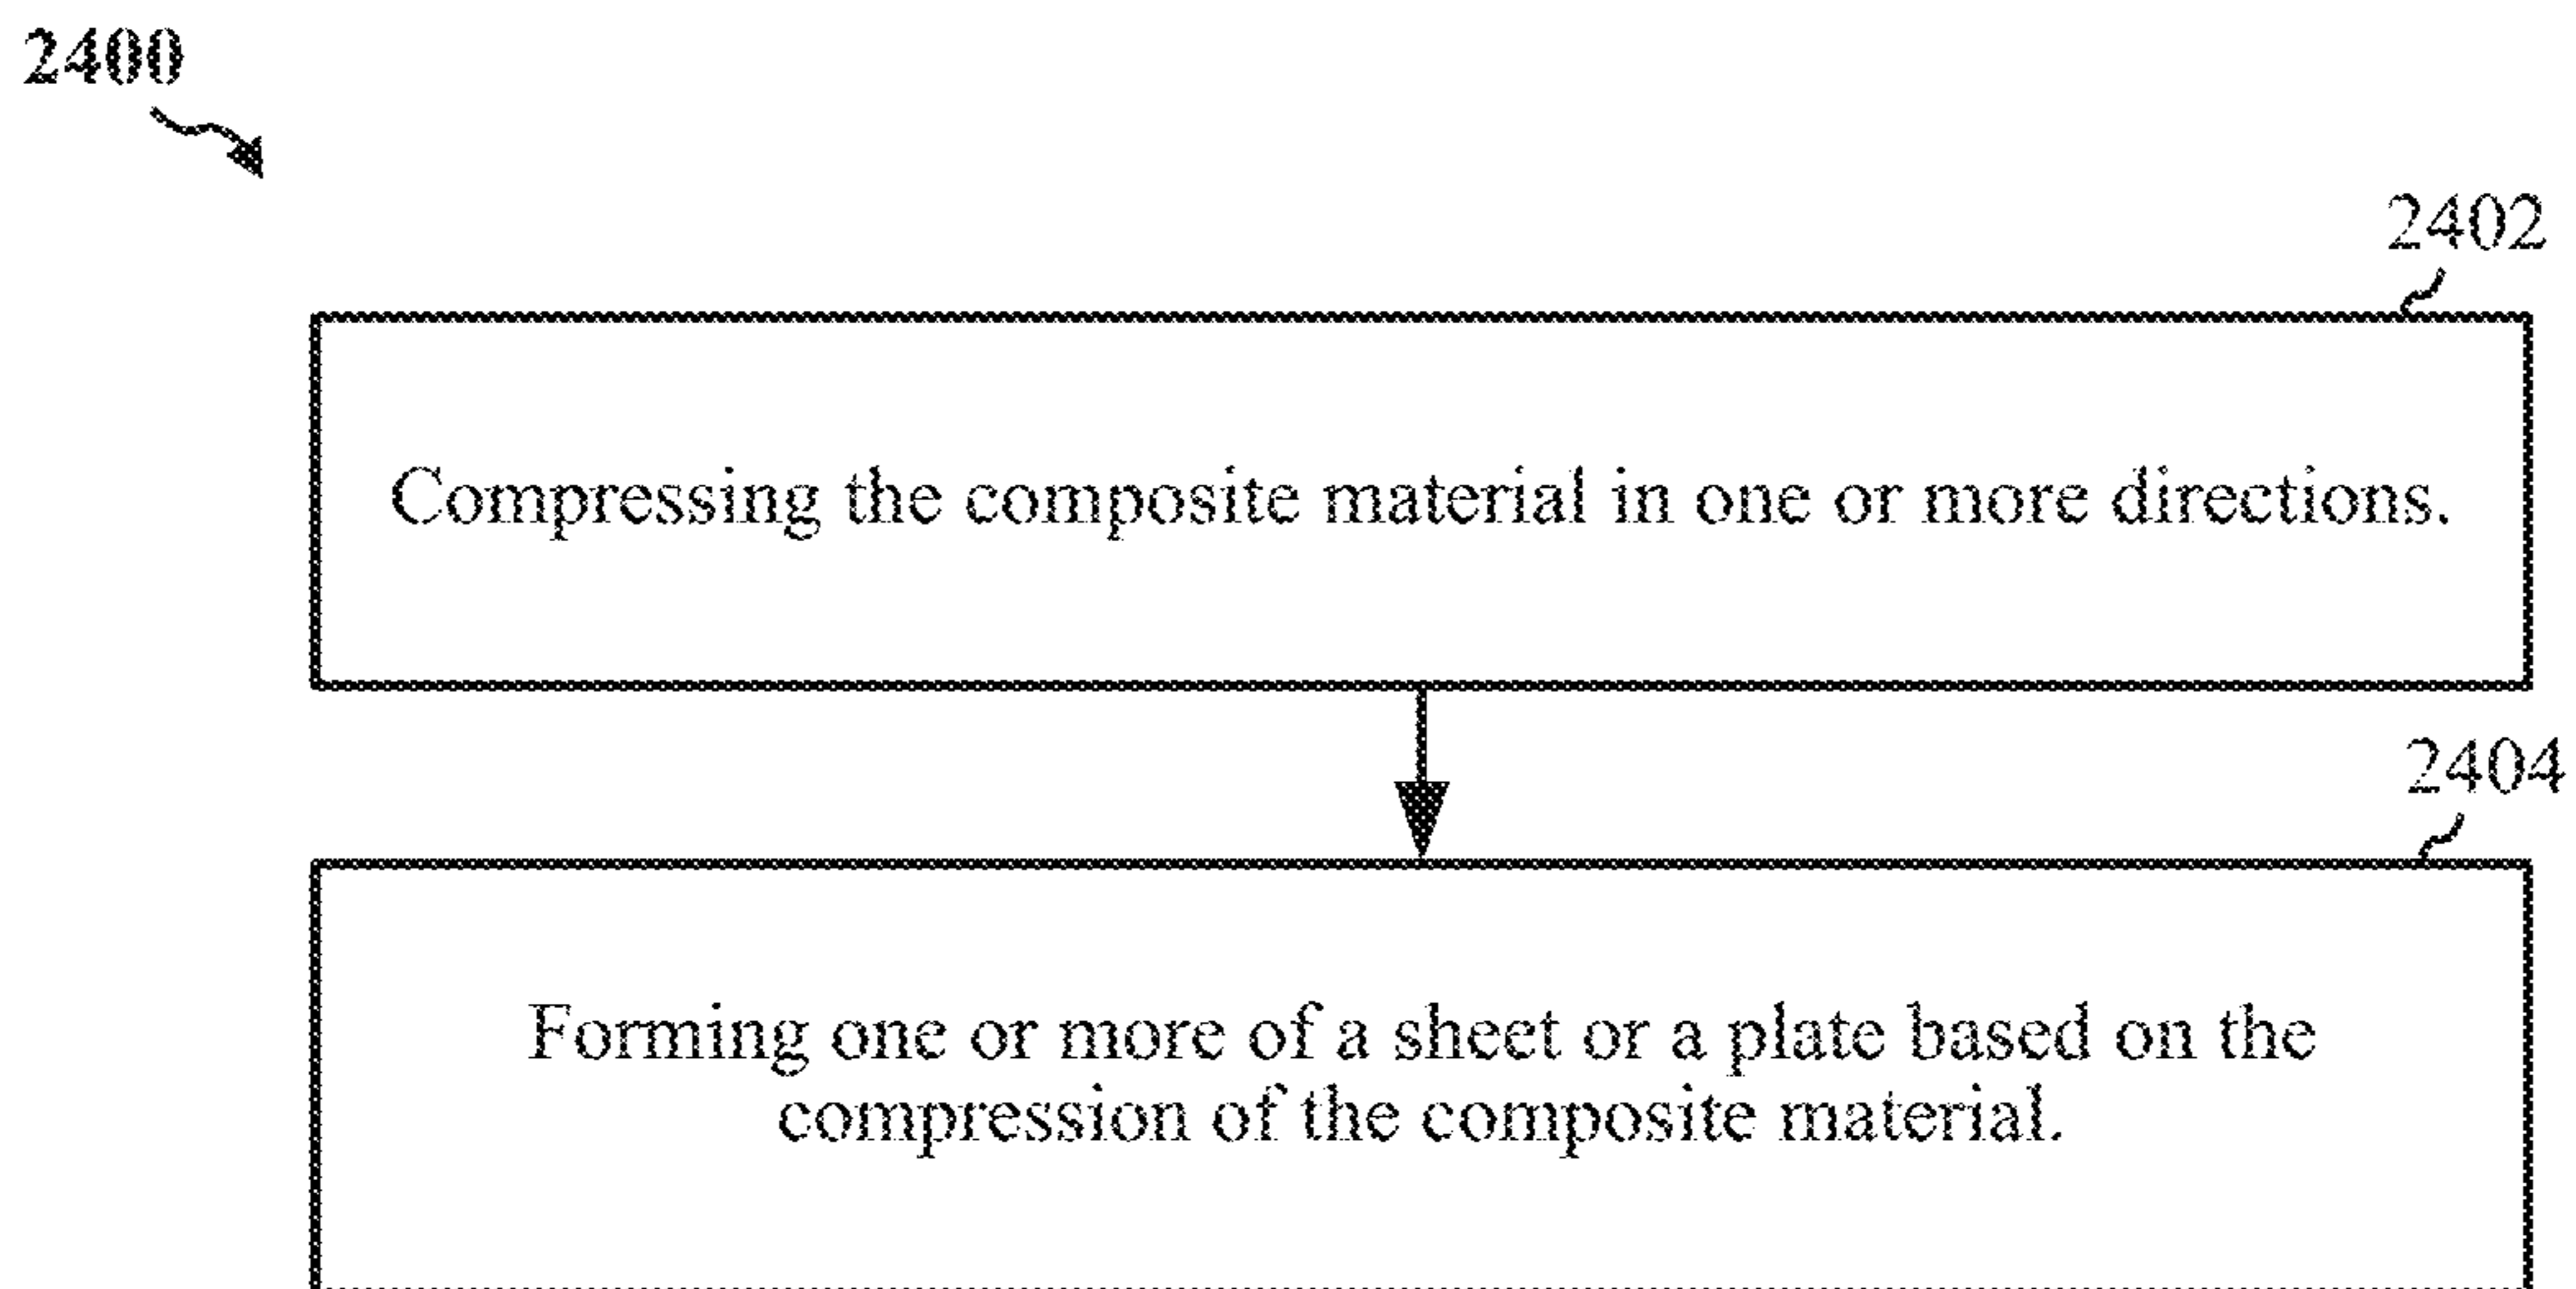 2400
2402
Compressing the composite material in one or more directions.
2404
Forming one or more of a sheet or a plate based on the
compression of the composite material.